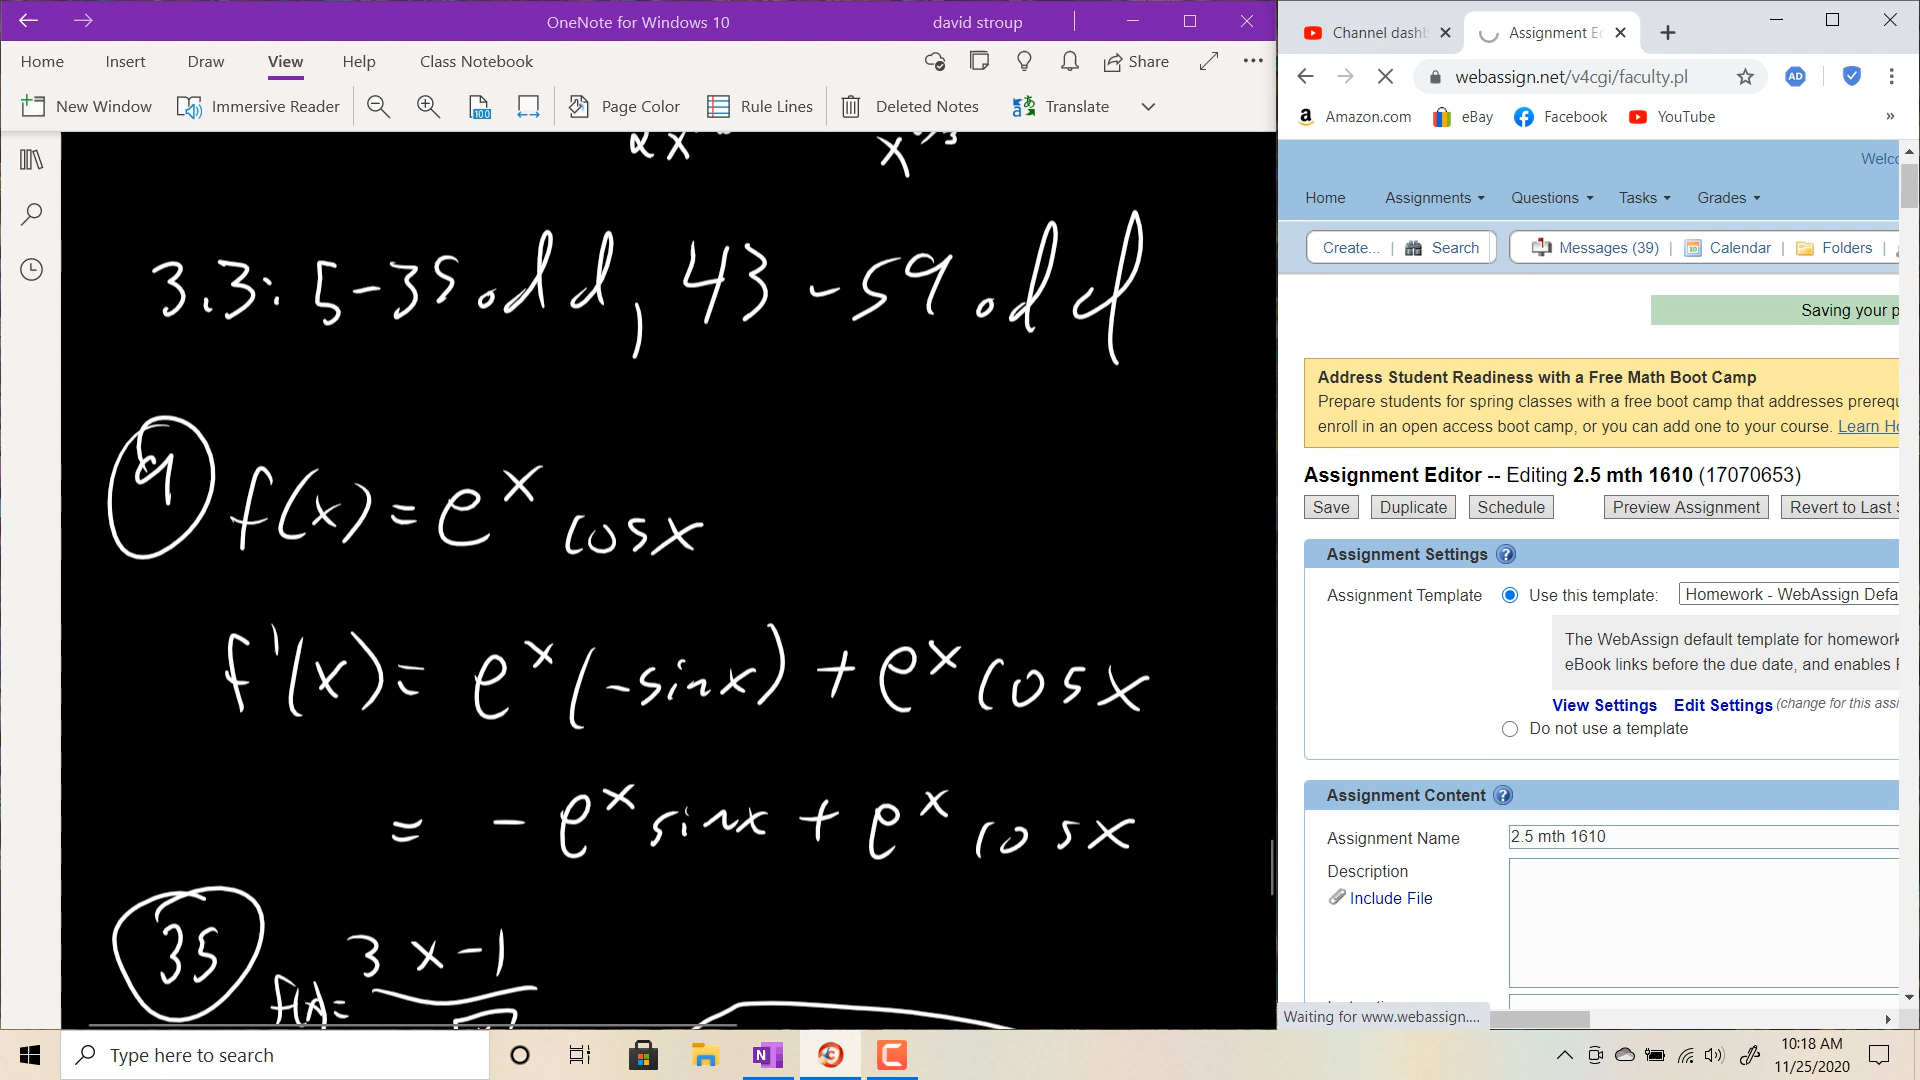 OneNote for Windows 10
david stroup
Home Insert Draw View Help Class Notebook
Share
New Window Immersive Reader 100 Page Color Rule Lines Deleted Notes Translate
3.3: 5-35 odd, 43-59 odd
9 f(x) = e^x cosx
f'(x) = e^x (-sinx) + e^x cosx
= - e^x sinx + e^x cosx
35 f(x) = 3x-1
Channel dashb
Assignment Ed
webassign.net/v4cgi/faculty.pl
AD
Amazon.com eBay Facebook YouTube »
Welco
Home Assignments Questions Tasks Grades
Create... | Search Messages (39) | Calendar | Folders |
Saving your p
Address Student Readiness with a Free Math Boot Camp
Prepare students for spring classes with a free boot camp that addresses prerequ
enroll in an open access boot camp, or you can add one to your course. Learn Ho
Assignment Editor -- Editing 2.5 mth 1610 (17070653)
Save Duplicate Schedule Preview Assignment Revert to Last S
Assignment Settings ?
Assignment Template Use this template: Homework - WebAssign Defa
The WebAssign default template for homework
eBook links before the due date, and enables
View Settings Edit Settings (change for this assi
Do not use a template
Assignment Content ?
Assignment Name 2.5 mth 1610
Description
Include File
Waiting for www.webassign....
Type here to search
10:18 AM
11/25/2020